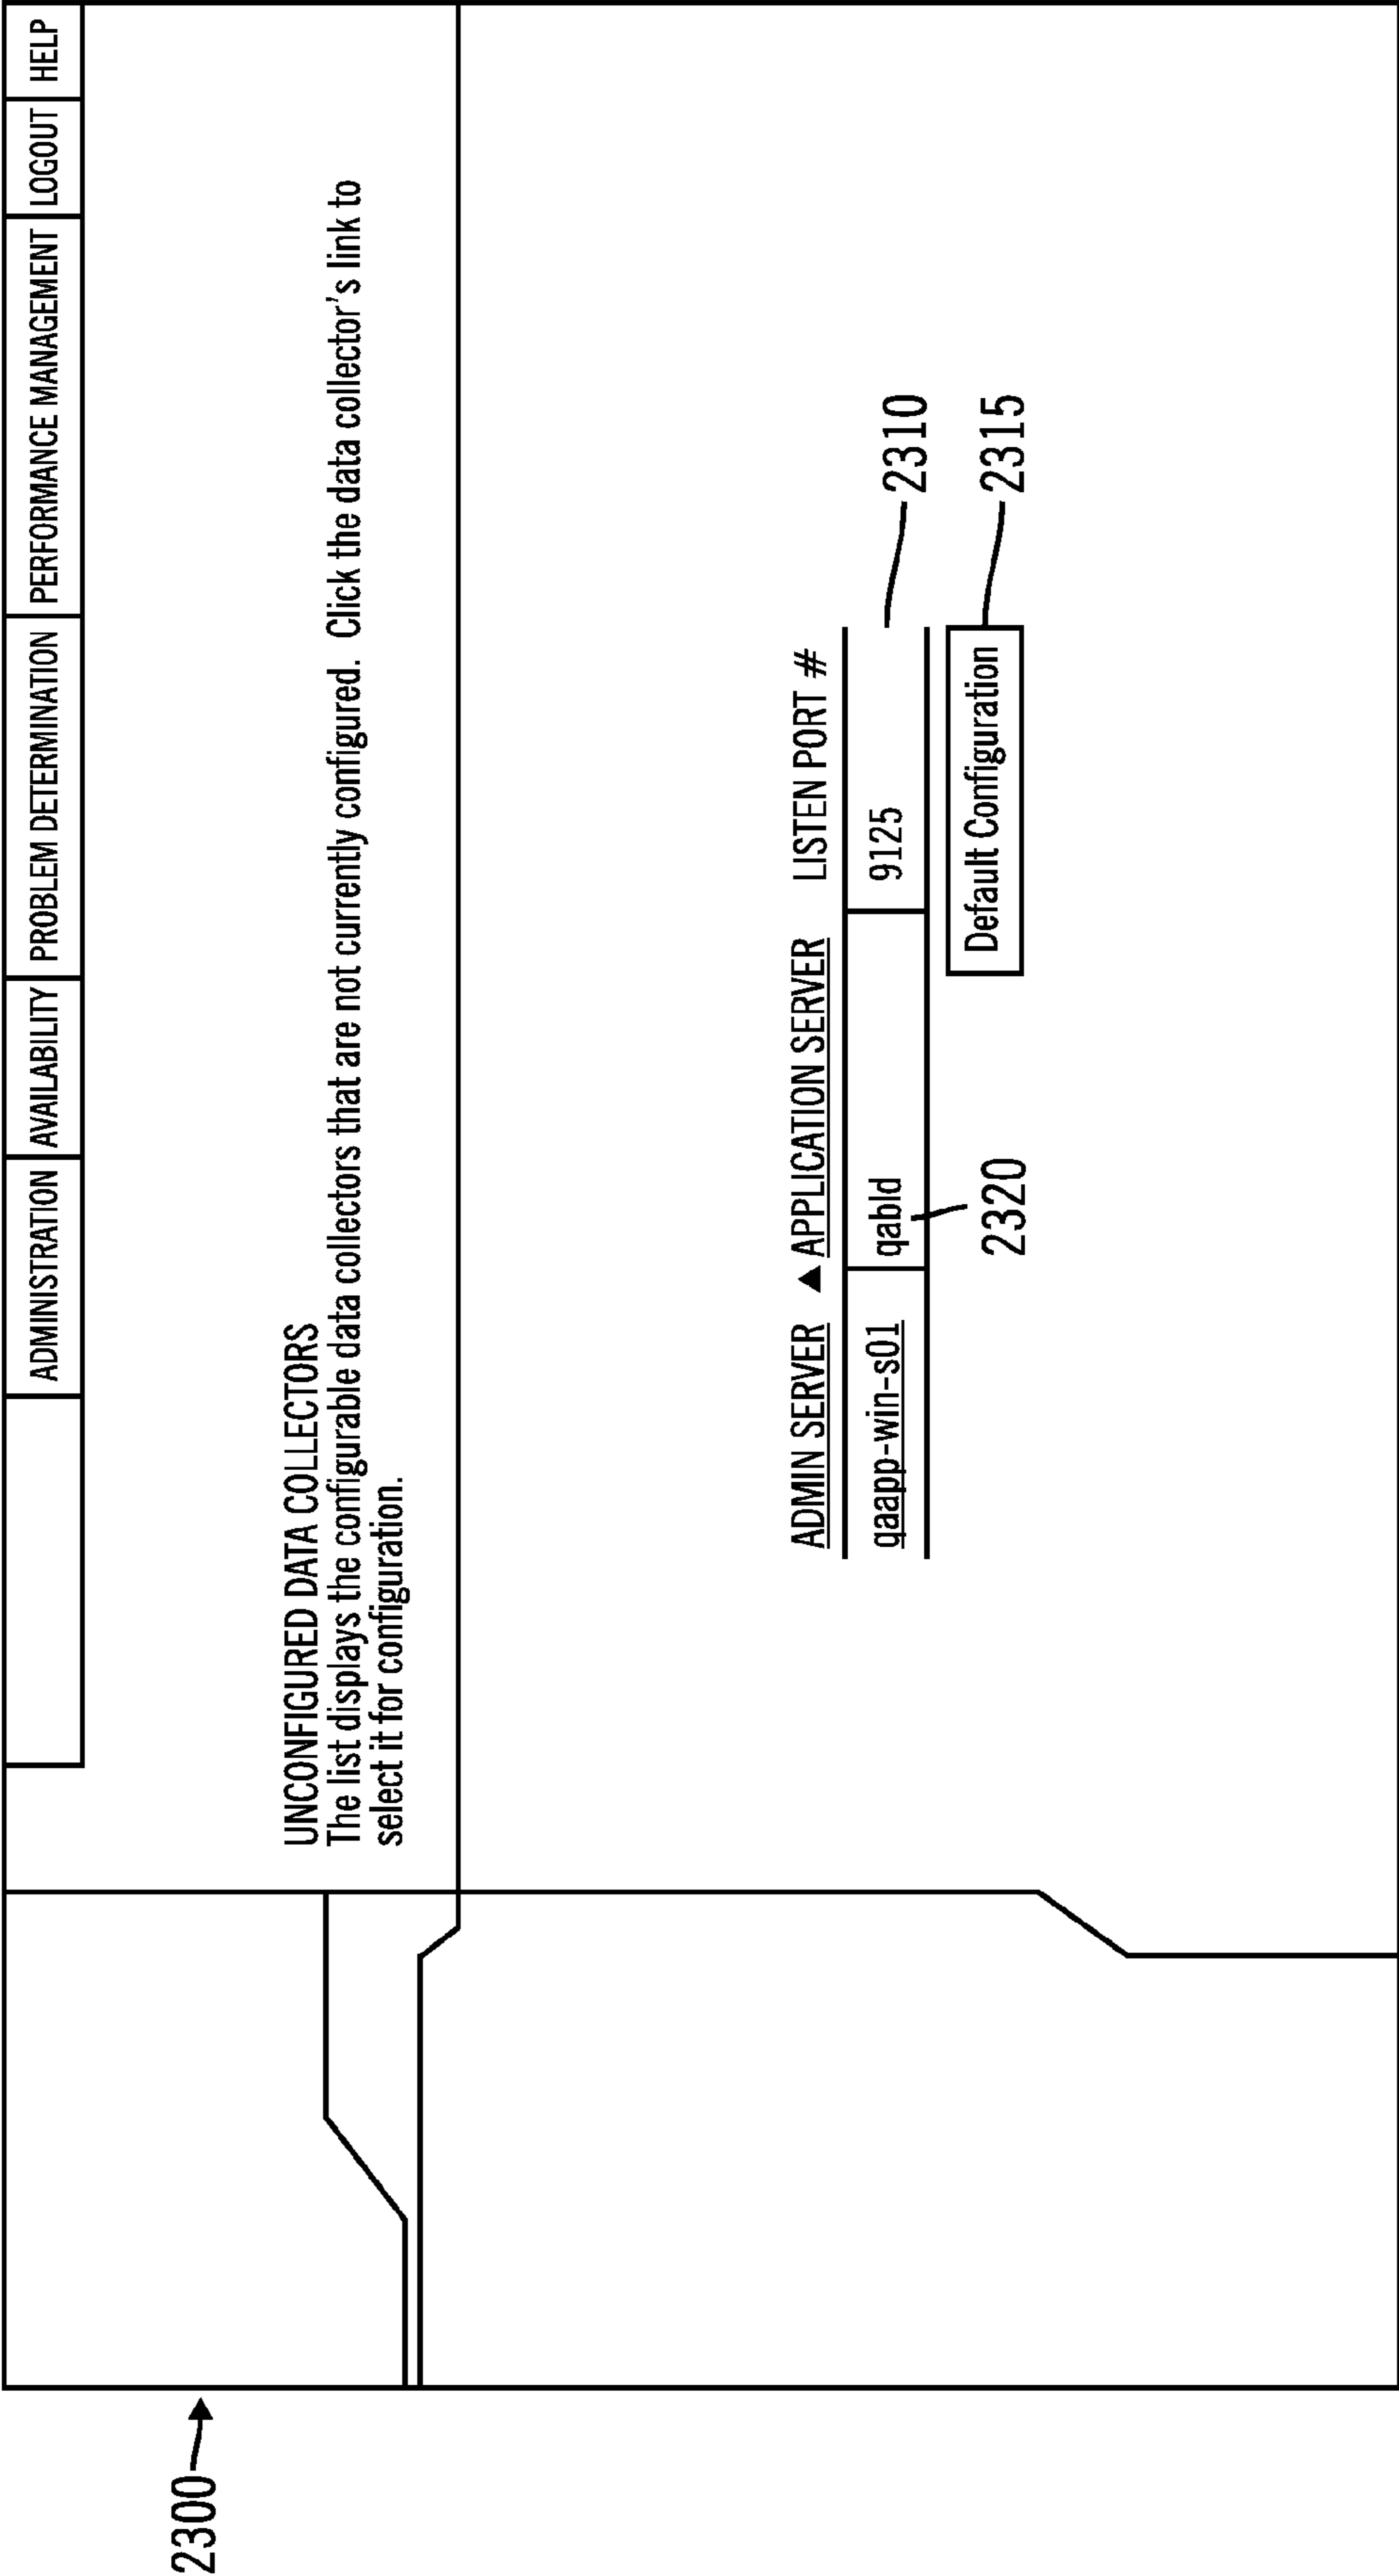 ADMINISTRATION AVAILABILITY PROBLEM DETERMINATION PERFORMANCE MANAGEMENT LOGOUT HELP
2300
UNCONFIGURED DATA COLLECTORS
The list displays the configurable data collectors that are not currently configured. Click the data collector's link to
select it for configuration.
ADMIN SERVER ▲ APPLICATION SERVER LISTEN PORT #
qaapp-win-s01 qabld 9125 2310
Default Configuration 2315
2320